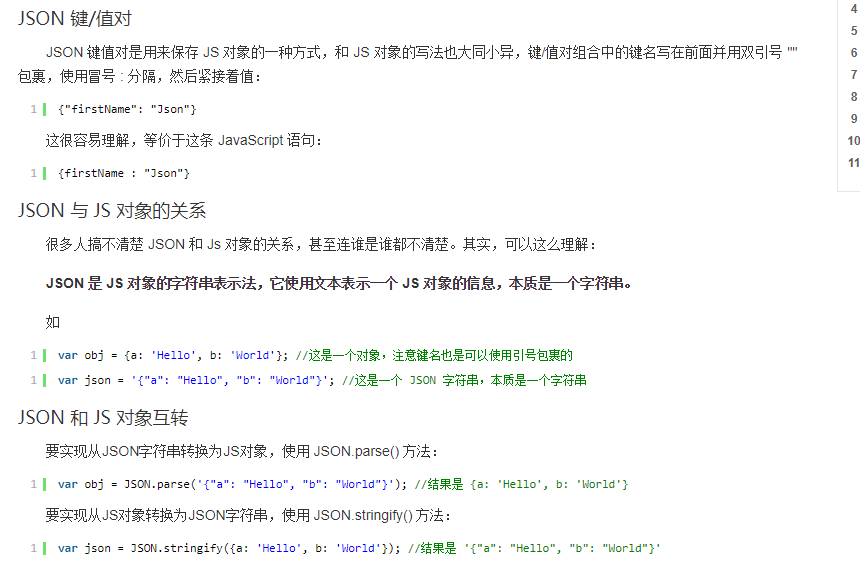 JSON 键/值对
JSON 键值对是用来保存 JS 对象的一种方式，和 JS 对象的写法也大同小异，键/值对组合中的键名写在前面并用双引号 ""
包裹，使用冒号 : 分隔，然后紧接着值：
1 {"firstName": "Json"}
这很容易理解，等价于这条 JavaScript 语句：
1 {firstName : "Json"}
JSON 与 JS 对象的关系
很多人搞不清楚 JSON 和 Js 对象的关系，甚至连谁是谁都不清楚。其实，可以这么理解：
JSON 是 JS 对象的字符串表示法，它使用文本表示一个 JS 对象的信息，本质是一个字符串。
如
1 var obj = {a: 'Hello', b: 'World'}; //这是一个对象，注意键名也是可以使用引号包裹的
1 var json = '{"a": "Hello", "b": "World"}'; //这是一个 JSON 字符串，本质是一个字符串
JSON 和 JS 对象互转
要实现从JSON字符串转换为JS对象，使用 JSON.parse() 方法：
1 var obj = JSON.parse('{"a": "Hello", "b": "World"}'); //结果是 {a: 'Hello', b: 'World'}
要实现从JS对象转换为JSON字符串，使用 JSON.stringify() 方法：
1 var json = JSON.stringify({a: 'Hello', b: 'World'}); //结果是 '{"a": "Hello", "b": "World"}'
4
5
6
7
8
9
10
11